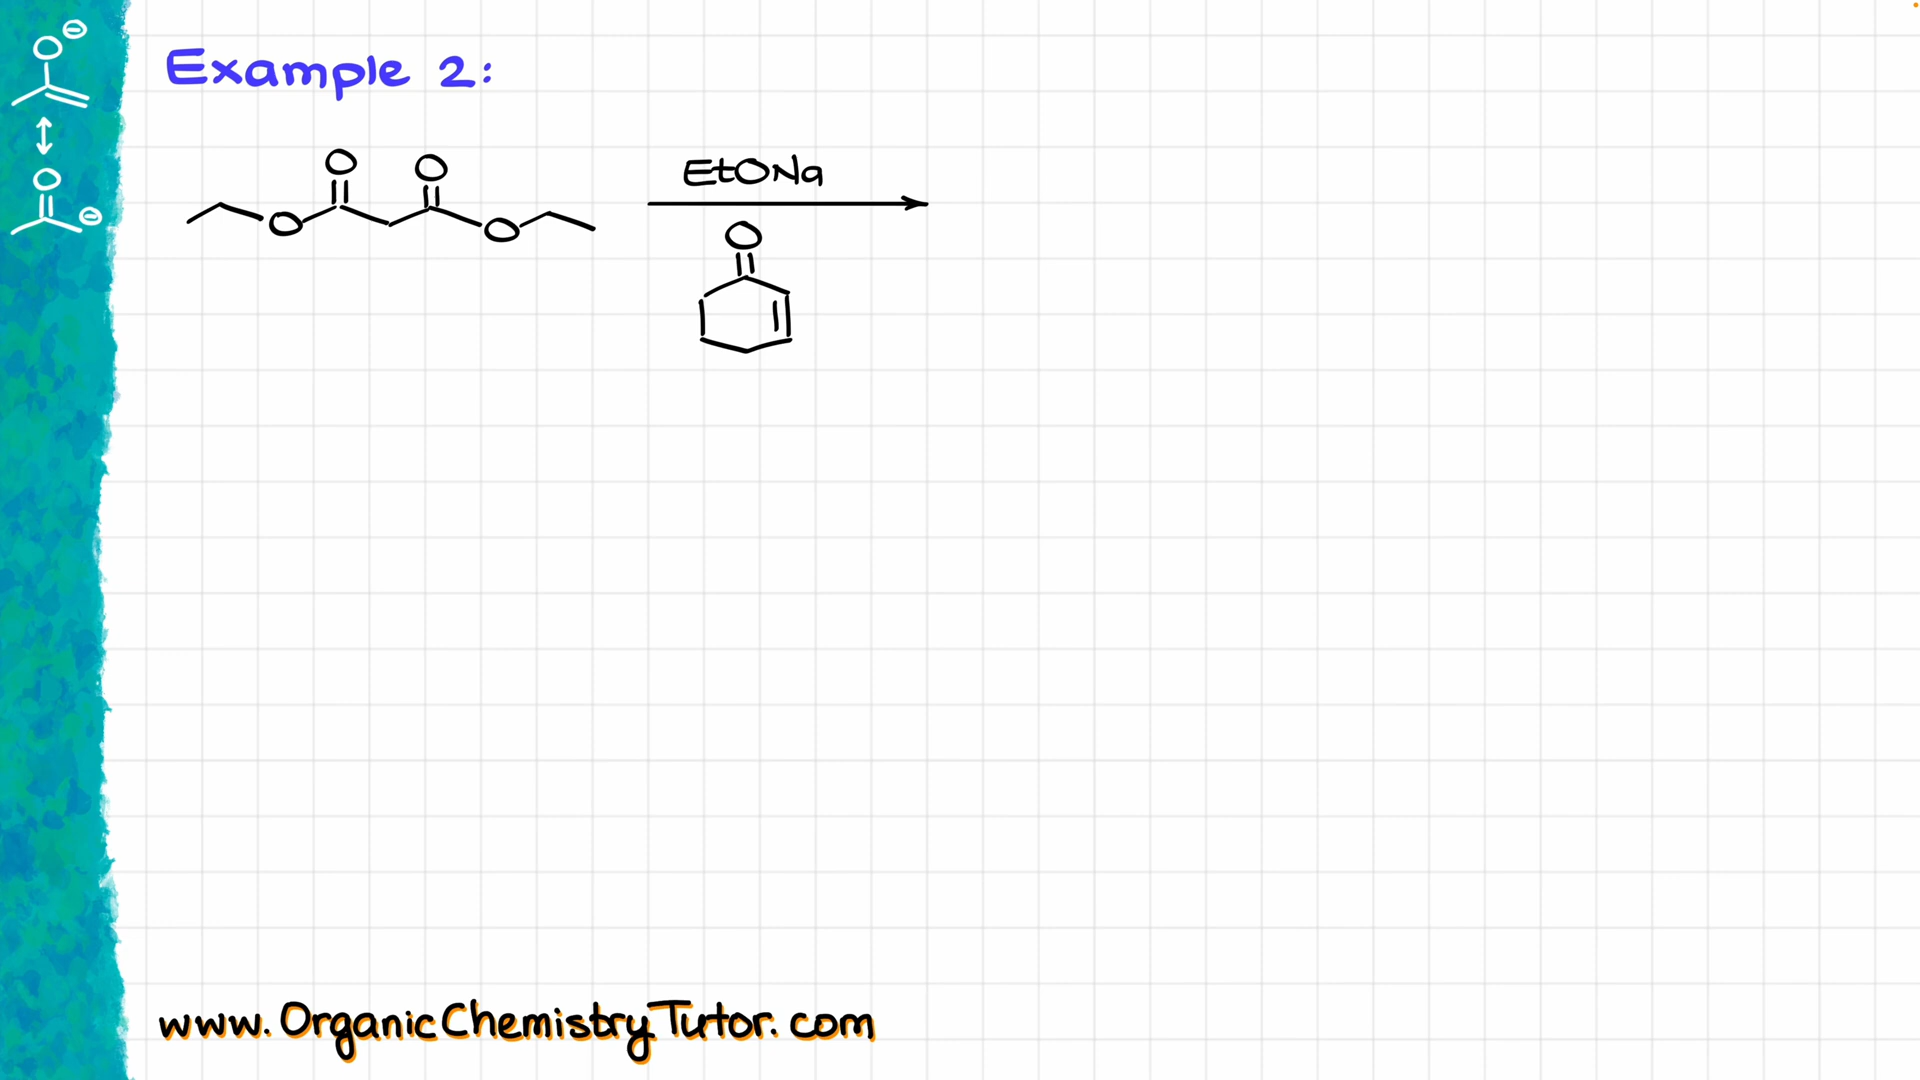 Example 2:
O O
O O
EtONa
O
O ⊖
O
⊖
www.OrganicChemistryTutor.com